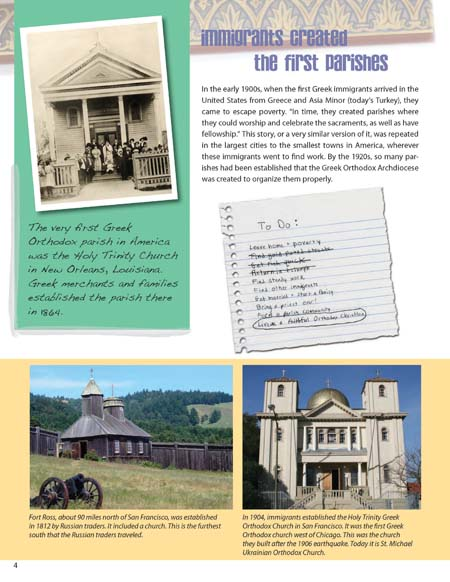 immigrants created
the first parishes
In the early 1900s, when the first Greek immigrants arrived in the
United States from Greece and Asia Minor (today's Turkey), they
came to escape poverty. "In time, they created parishes where
they could worship and celebrate the sacraments, as well as have
fellowship." This story, or a very similar version of it, was repeated
in the largest cities to the smallest towns in America, wherever
these immigrants went to find work. By the 1920s, so many par-
ishes had been established that the Greek Orthodox Archdiocese
was created to organize them properly.
The very first Greek
Orthodox parish in America
was the Holy Trinity Church
in New Orleans, Louisiana.
Greek merchants and families
established the parish there
in 1864.
To Do:
Leave home + poverty
Find gold paved streets
Get rich quick
Return to
Find steady work
Find other immigrants
Get married + start a family
Bring a priest over!
a parish community
Live as a faithful Orthodox Christian
Fort Ross, about 90 miles north of San Francisco, was established
in 1812 by Russian traders. It included a church. This is the furthest
south that the Russian traders traveled.
In 1904, immigrants established the Holy Trinity Greek
Orthodox Church in San Francisco. It was the first Greek
Orthodox church west of Chicago. This was the church
they built after the 1906 earthquake. Today it is St. Michael
Ukrainian Orthodox Church.
4